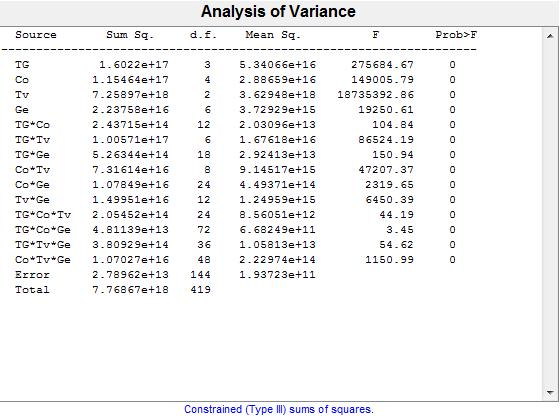 Analysis of Variance
Source Sum Sq. d.f. Mean Sq. F Prob>F
TG 1.6022e+17 3 5.34066e+16 275684.67 0
Co 1.15464e+17 4 2.88659e+16 149005.79 0
Tv 7.25897e+18 2 3.62948e+18 18735392.86 0
Ge 2.23758e+16 6 3.72929e+15 19250.61 0
TG*Co 2.43715e+14 12 2.03096e+13 104.84 0
TG*Tv 1.00571e+17 6 1.67618e+16 86524.19 0
TG*Ge 5.26344e+14 18 2.92413e+13 150.94 0
Co*Tv 7.31614e+16 8 9.14517e+15 47207.37 0
Co*Ge 1.07849e+16 24 4.49371e+14 2319.65 0
Tv*Ge 1.49951e+16 12 1.24959e+15 6450.39 0
TG*Co*Tv 2.05452e+14 24 8.56051e+12 44.19 0
TG*Co*Ge 4.81139e+13 72 6.68249e+11 3.45 0
TG*Tv*Ge 3.80929e+14 36 1.05813e+13 54.62 0
Co*Tv*Ge 1.07027e+16 48 2.22974e+14 1150.99 0
Error 2.78962e+13 144 1.93723e+11
Total 7.76867e+18 419
Constrained (Type III) sums of squares.